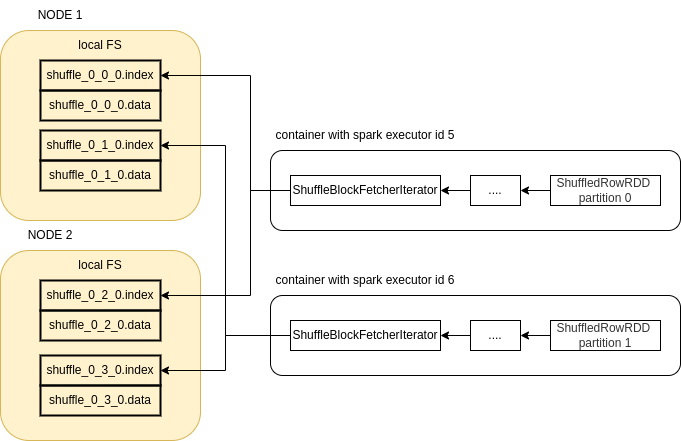 NODE 1
local FS
shuffle_0_0_0.index
shuffle_0_0_0.data
shuffle_0_1_0.index
shuffle_0_1_0.data
NODE 2
local FS
shuffle_0_2_0.index
shuffle_0_2_0.data
shuffle_0_3_0.index
shuffle_0_3_0.data
container with spark executor id 5
ShuffleBlockFetcherIterator
....
ShuffledRowRDD
partition 0
container with spark executor id 6
ShuffleBlockFetcherIterator
....
ShuffledRowRDD
partition 1